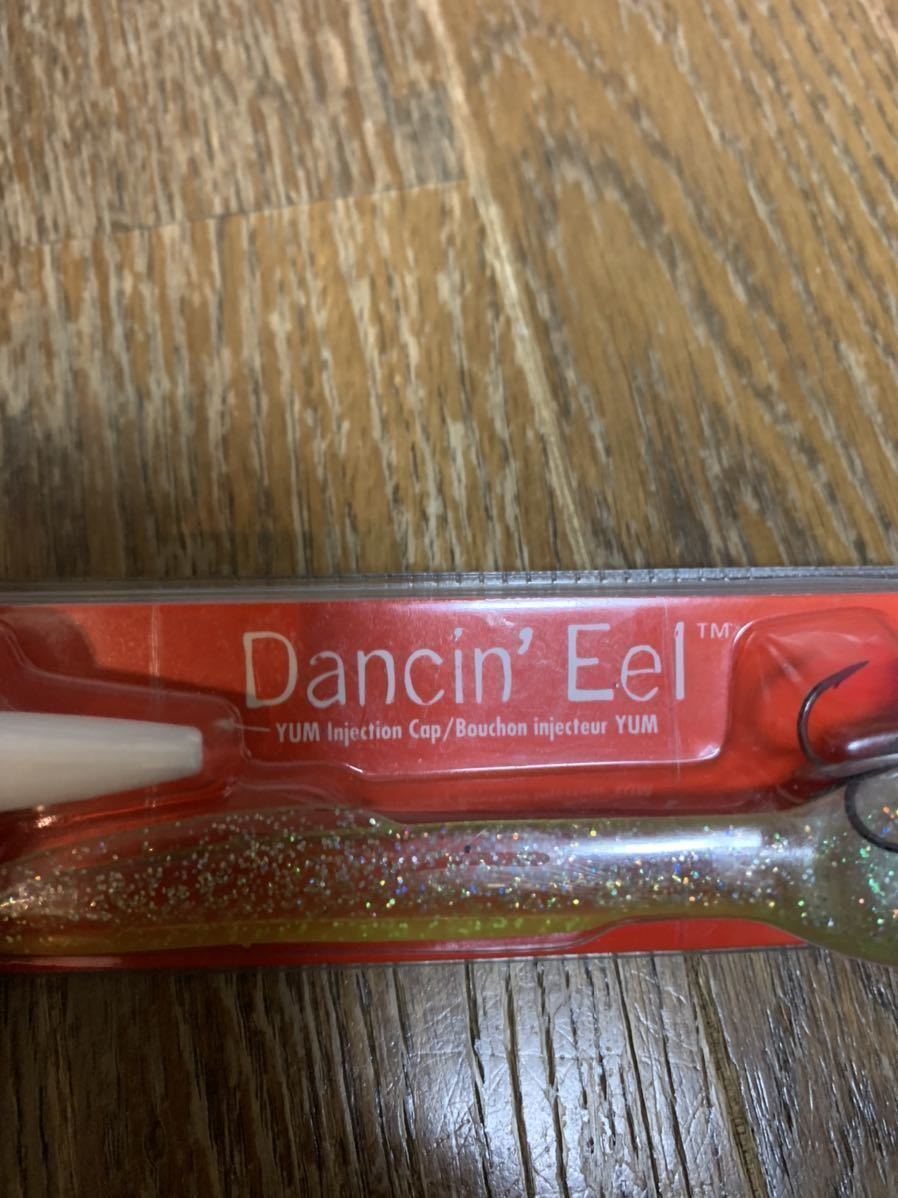 Dancin' Eel™
YUM Injection Cap/Bouchon injecteur YUM